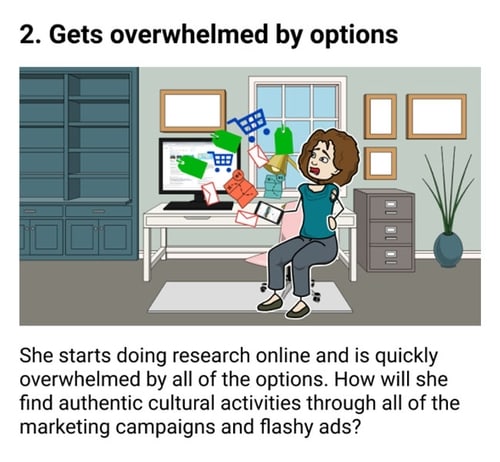 2. Gets overwhelmed by options
She starts doing research online and is quickly
overwhelmed by all of the options. How will she
find authentic cultural activities through all of the
marketing campaigns and flashy ads?